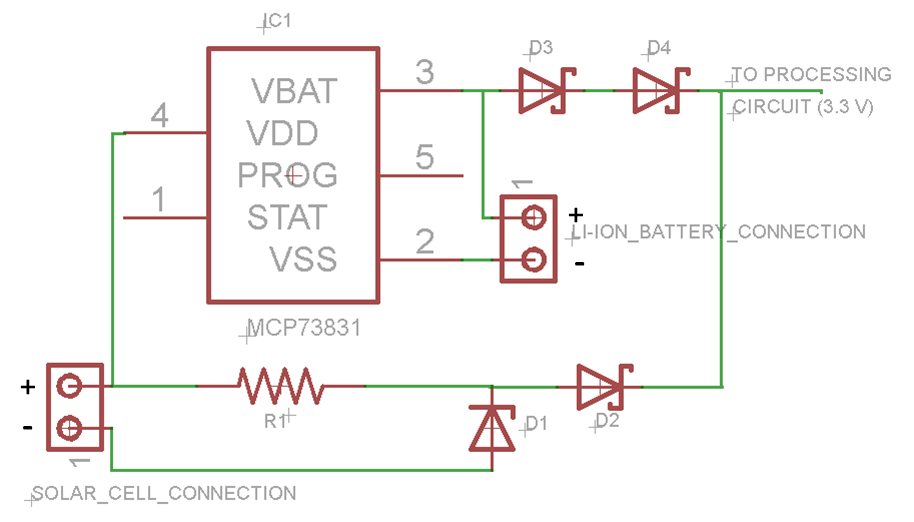 IC1
D3
D4
3
VBAT
TO PROCESSING
CIRCUIT (3.3 V)
4
VDD
5
PROG
1
1
STAT
+
LI-ION_BATTERY_CONNECTION
2
VSS
-
MCP73831
+
R1
D1
D2
-
1
SOLAR_CELL_CONNECTION